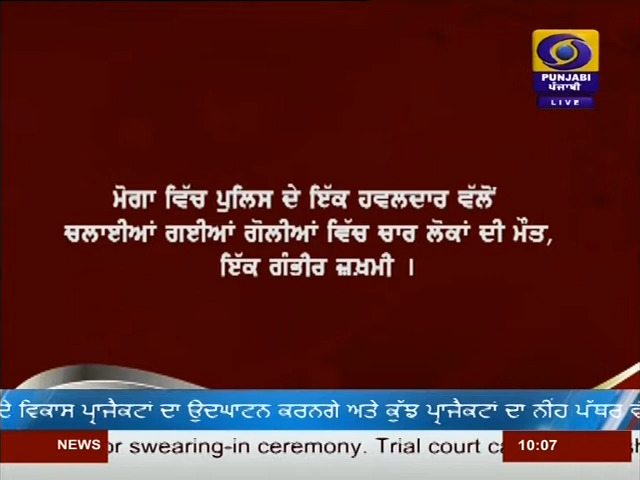 PUNJABI
ਪੰਜਾਬੀ
LIVE
ਮੋਗਾ ਵਿੱਚ ਪੁਲਿਸ ਦੇ ਇੱਕ ਹਵਲਦਾਰ ਵੱਲੋਂ
ਚਲਾਈਆਂ ਗਈਆਂ ਗੋਲੀਆਂ ਵਿੱਚ ਚਾਰ ਲੋਕਾਂ ਦੀ ਮੌਤ,
ਇੱਕ ਗੰਭੀਰ ਜ਼ਖ਼ਮੀ ।
ਦੇ ਵਿਕਾਸ ਪ੍ਰਾਜੈਕਟਾਂ ਦਾ ਉਦਘਾਟਨ ਕਰਨਗੇ ਅਤੇ ਕੁੱਝ ਪ੍ਰਾਜੈਕਟਾਂ ਦਾ ਨੀਂਹ ਪੱਥਰ
NEWS or swearing-in ceremony. Trial court 10:07